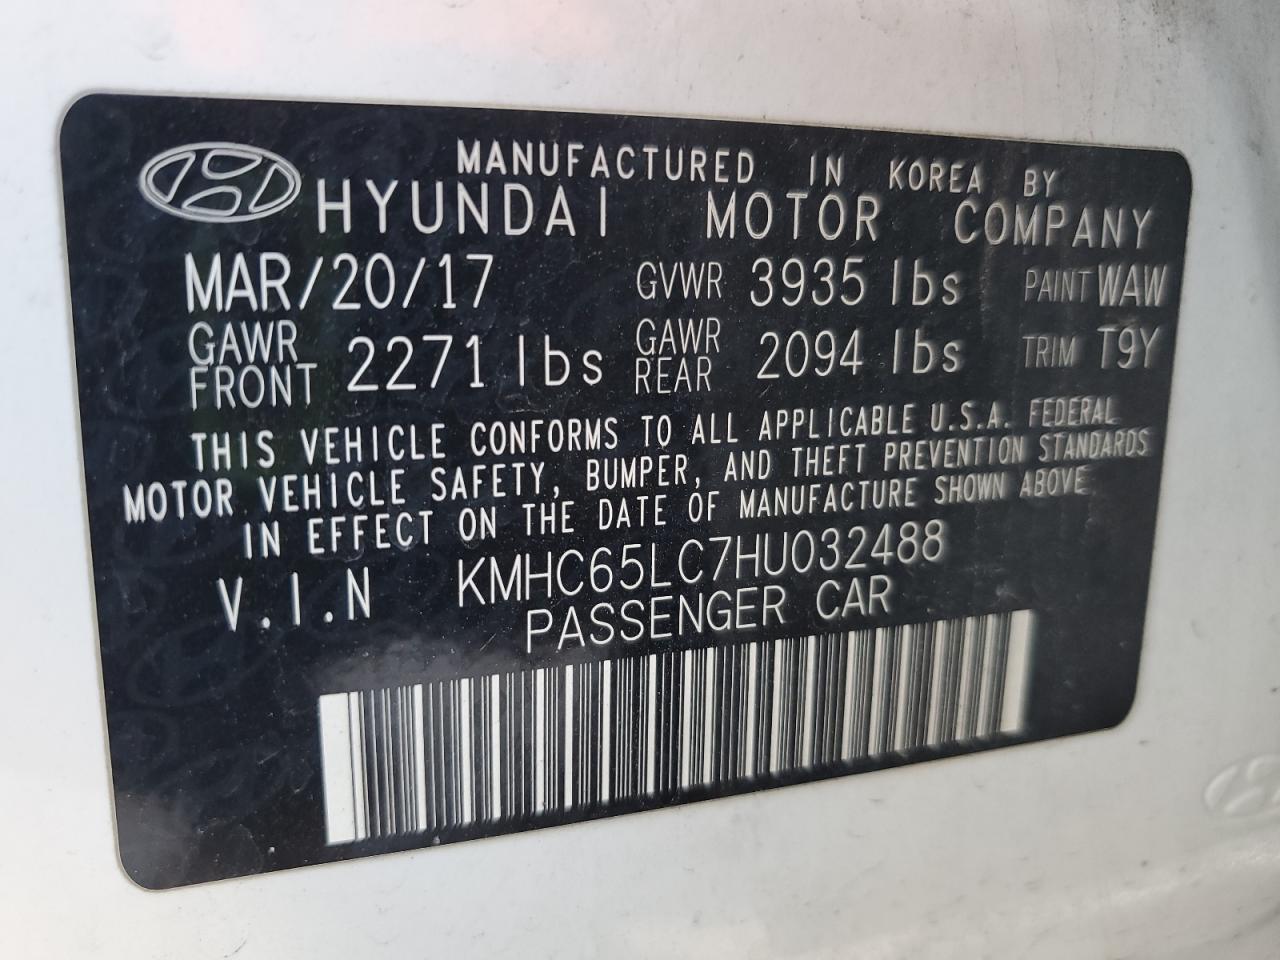 MANUFACTURED IN KOREA BY
HYUNDAI MOTOR COMPANY
MAR/20/17 GVWR 3935 lbs PAINT WAW
GAWR FRONT 2271 lbs GAWR REAR 2094 lbs TRIM T9Y
THIS VEHICLE CONFORMS TO ALL APPLICABLE U.S.A. FEDERAL
MOTOR VEHICLE SAFETY, BUMPER, AND THEFT PREVENTION STANDARDS
IN EFFECT ON THE DATE OF MANUFACTURE SHOWN ABOVE
V.I.N KMHC65LC7HU032488
PASSENGER CAR